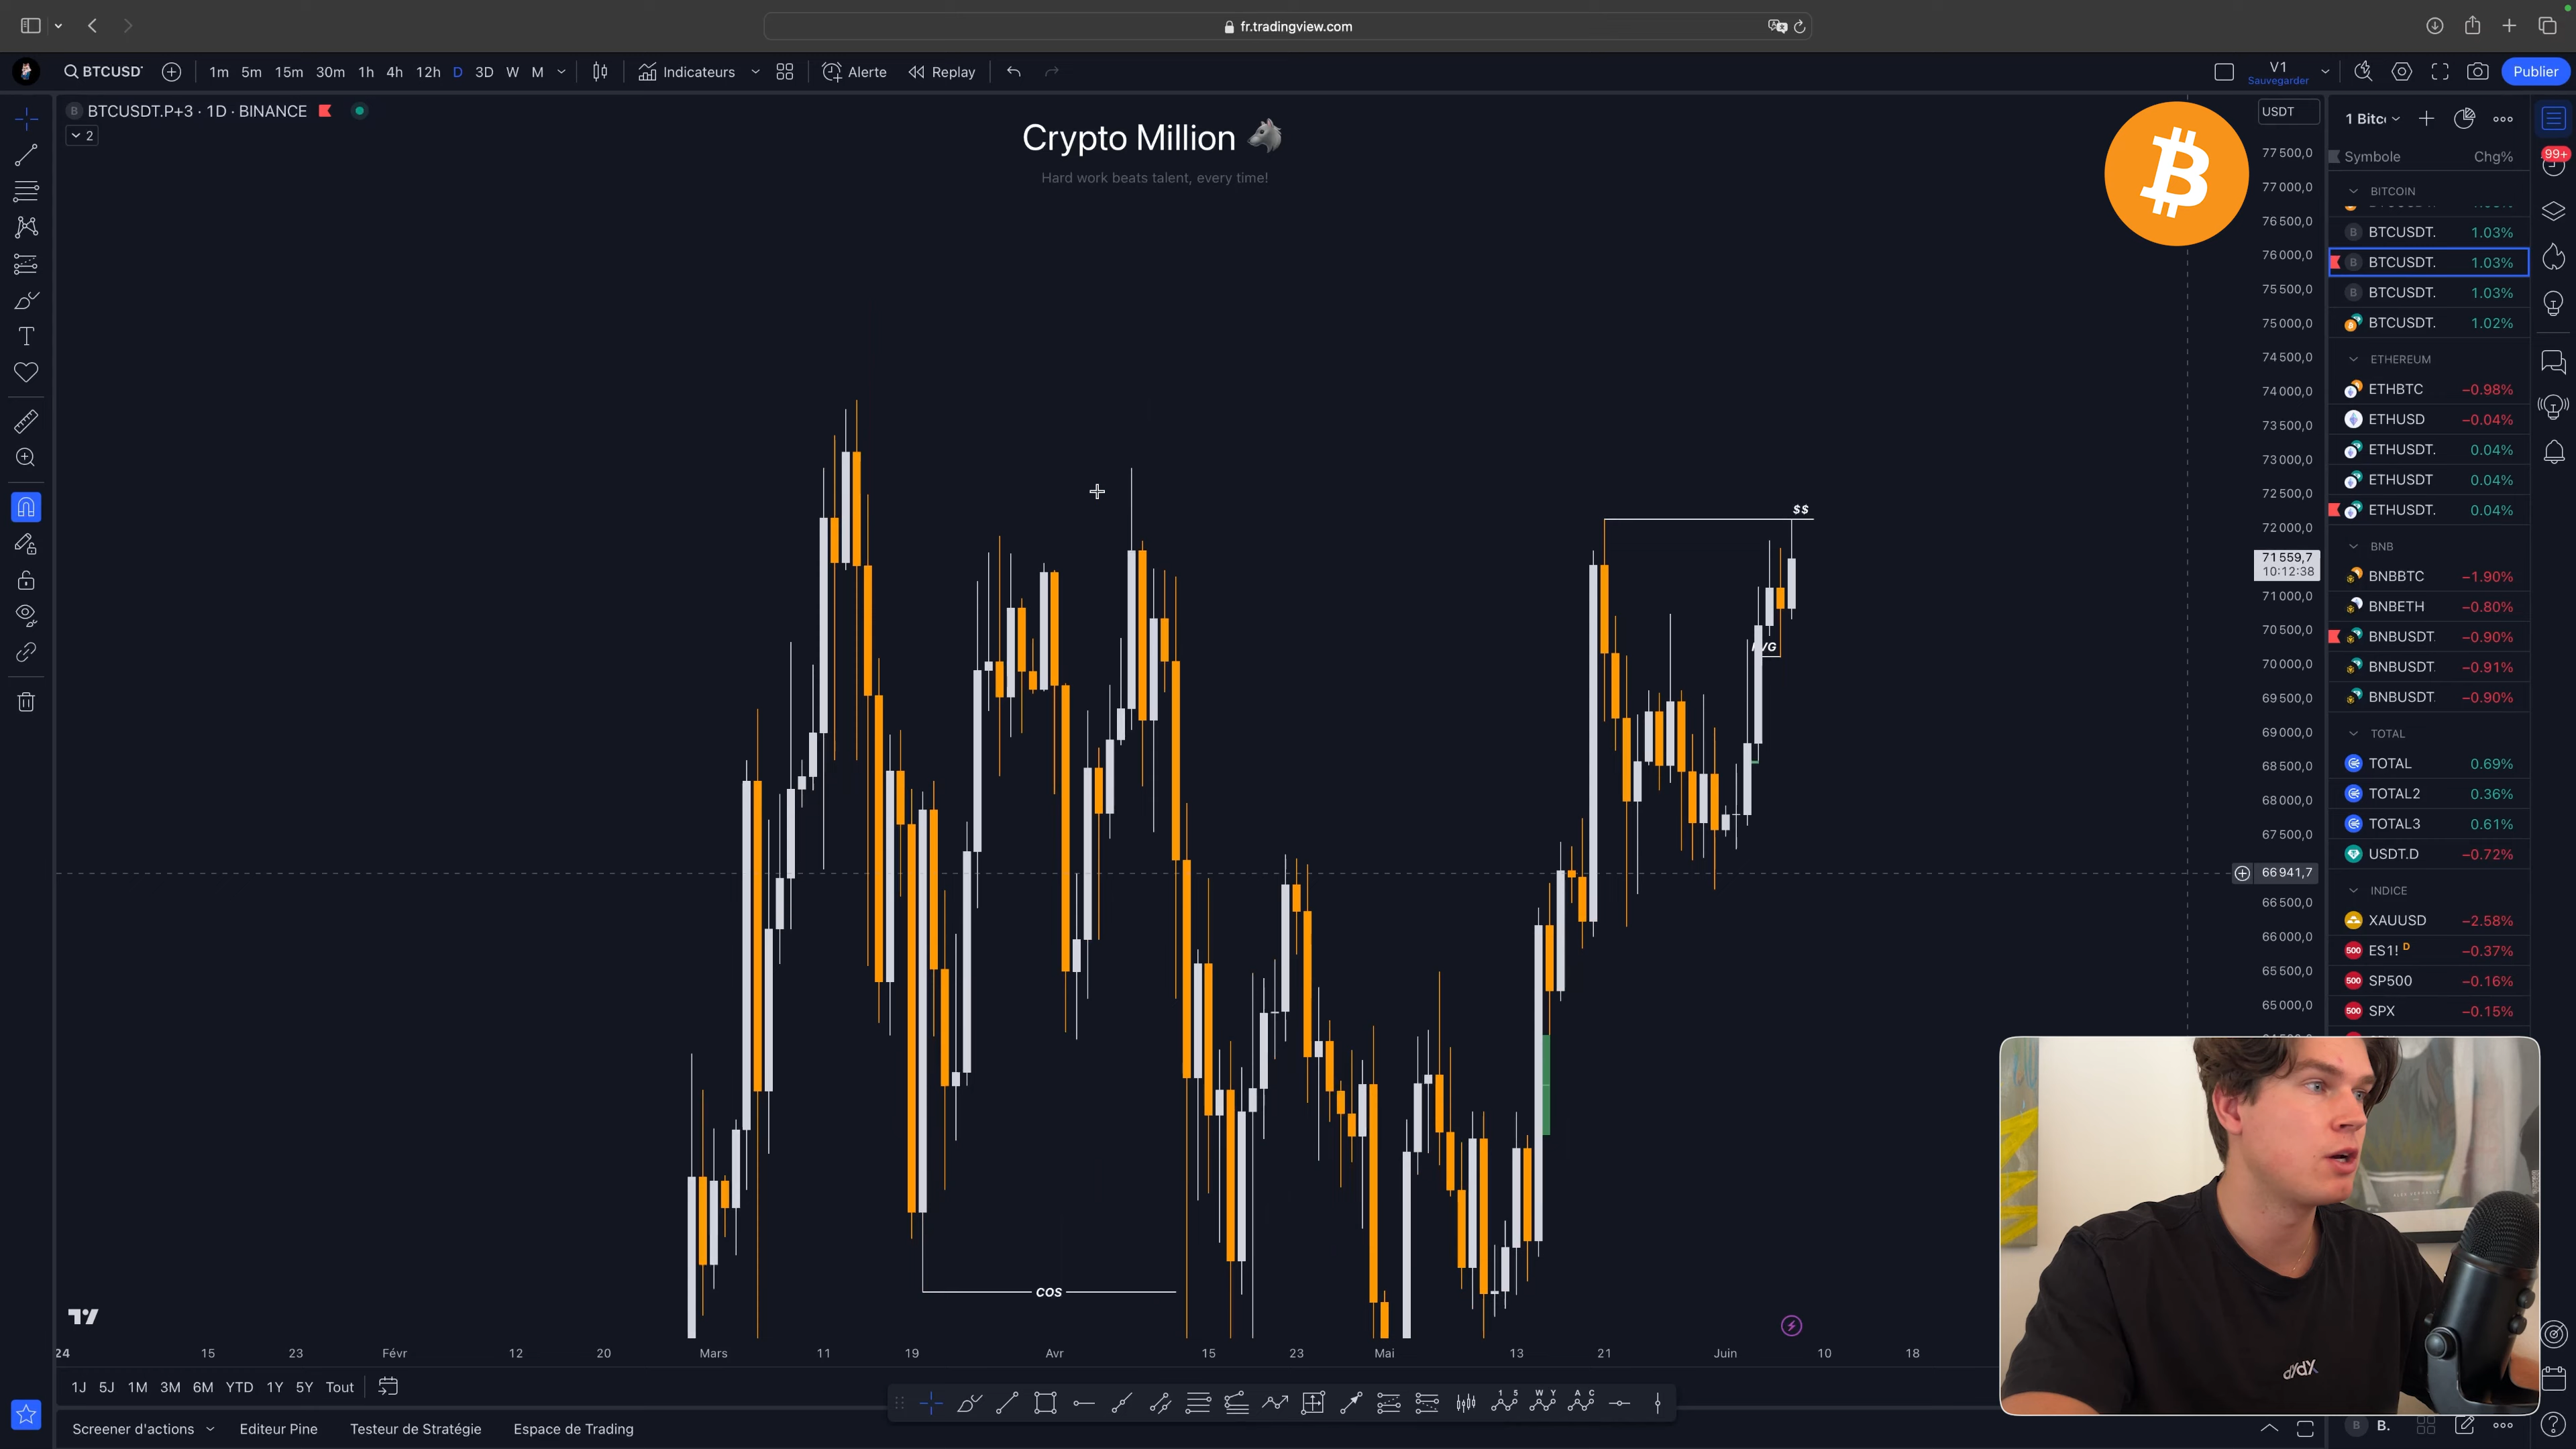 fr.tradingview.com
BTCUSDT
1m 5m 15m 30m 1h 4h 12h D 3D W M
Indicateurs
Alerte
Replay
V1
Sauvegarder
Publier
BTCUSDT.P+3 · 1D · BINANCE
2
Crypto Million
Hard work beats talent, every time!
USDT
77 500,0
77 000,0
76 500,0
76 000,0
75 500,0
75 000,0
74 500,0
74 000,0
73 500,0
73 000,0
72 500,0
72 000,0
71 559,7
10:12:38
71 000,0
70 500,0
70 000,0
69 500,0
69 000,0
68 500,0
68 000,0
67 500,0
66 941,7
66 500,0
66 000,0
65 500,0
65 000,0
$$
COS
1 Bitc
99+
Symbole Chg%
BITCOIN
BTCUSDT. 1.03%
BTCUSDT. 1.03%
BTCUSDT. 1.03%
BTCUSDT. 1.02%
ETHEREUM
ETHBTC −0.98%
ETHUSD −0.04%
ETHUSDT. 0.04%
ETHUSDT 0.04%
ETHUSDT. 0.04%
BNB
BNBBTC −1.90%
BNBETH −0.80%
BNBUSDT −0.90%
BNBUSDT −0.91%
BNBUSDT −0.90%
TOTAL
TOTAL 0.69%
TOTAL2 0.36%
TOTAL3 0.61%
USDT.D −0.72%
INDICE
XAUUSD −2.58%
ES1! D −0.37%
SP500 −0.16%
SPX −0.15%
24 15 23 Févr 12 20 Mars 11 19 Avr 15 23 Mai 13 21 Juin 10 18
1J 5J 1M 3M 6M YTD 1Y 5Y Tout
Screener d'actions
Editeur Pine
Testeur de Stratégie
Espace de Trading
B.
dydx